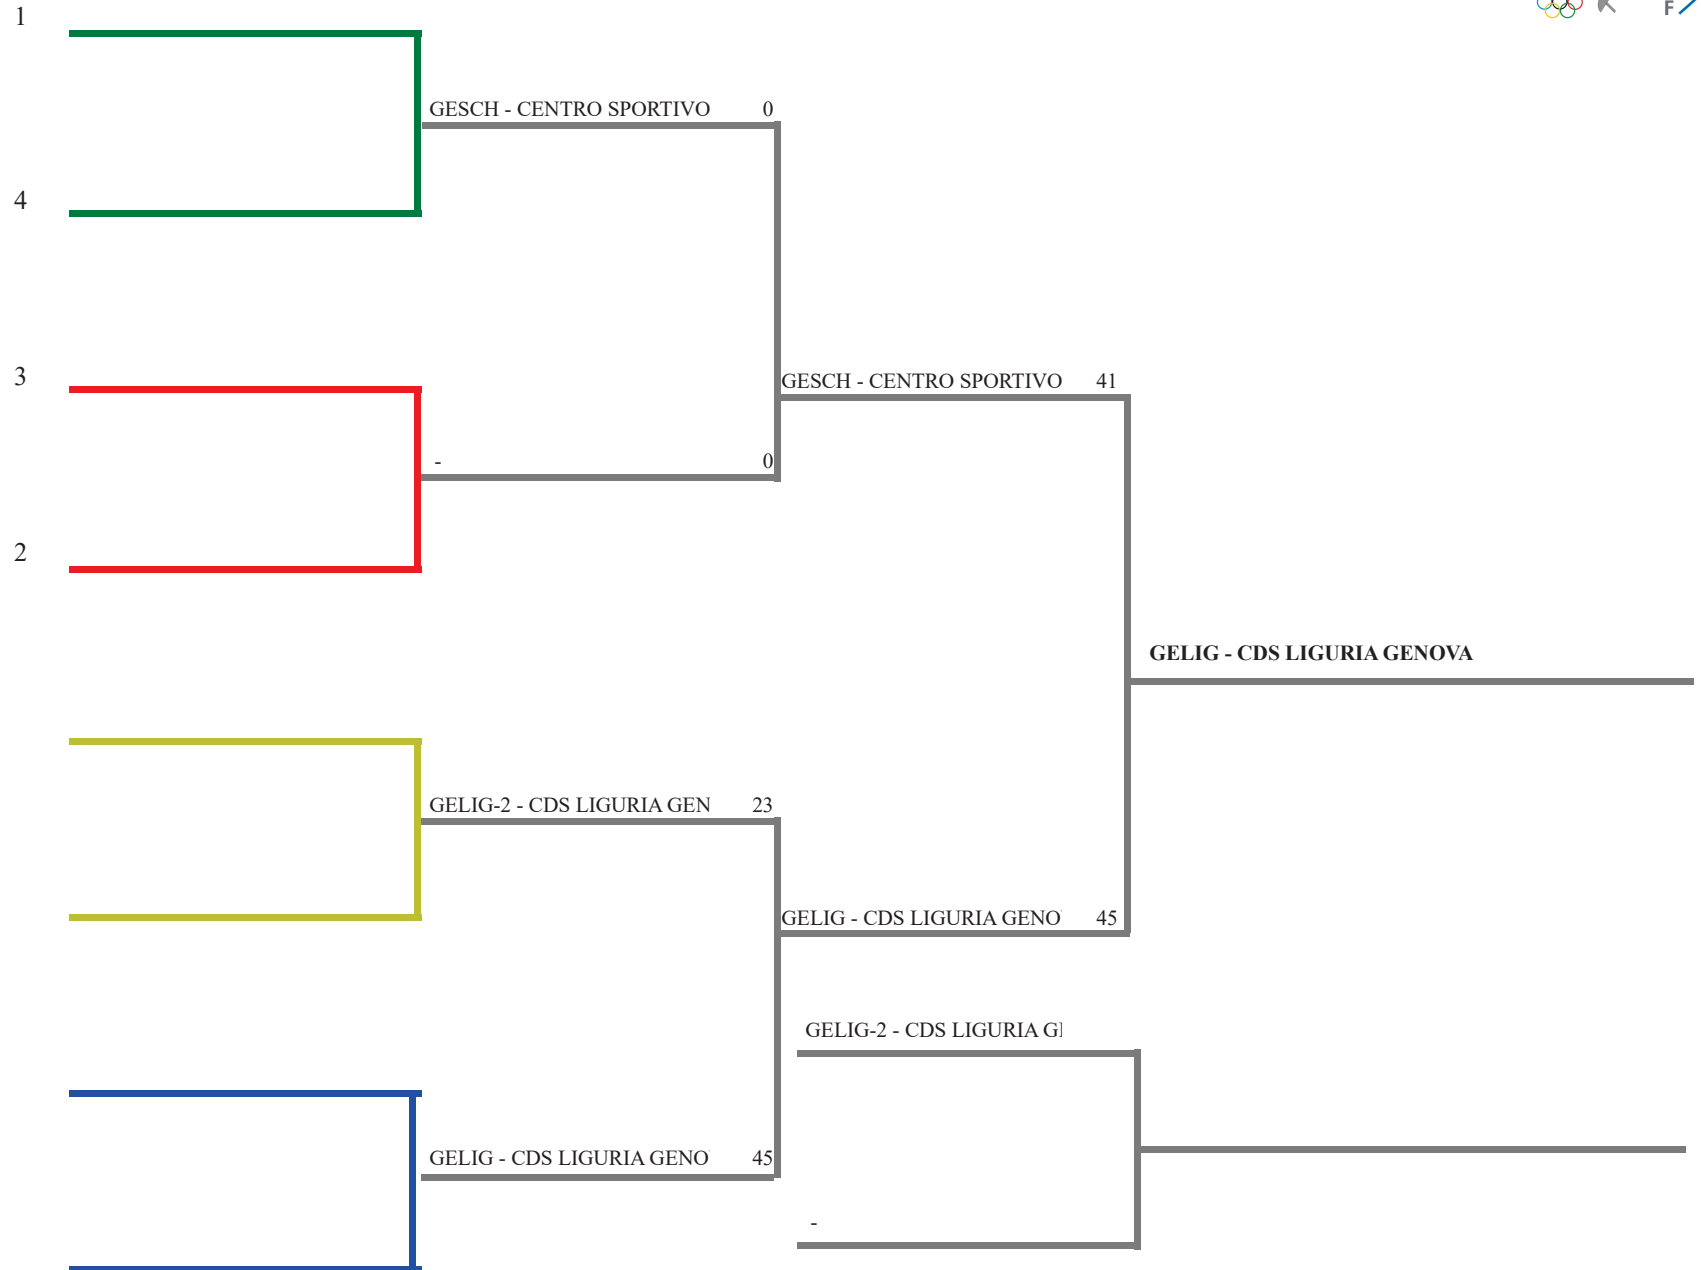 1
F
GESCH - CENTRO SPORTIVO 0
4
3
GESCH - CENTRO SPORTIVO 41
- 0
2
GELIG - CDS LIGURIA GENOVA
GELIG-2 - CDS LIGURIA GEN 23
GELIG - CDS LIGURIA GENO 45
GELIG-2 - CDS LIGURIA G
GELIG - CDS LIGURIA GENO 45
-